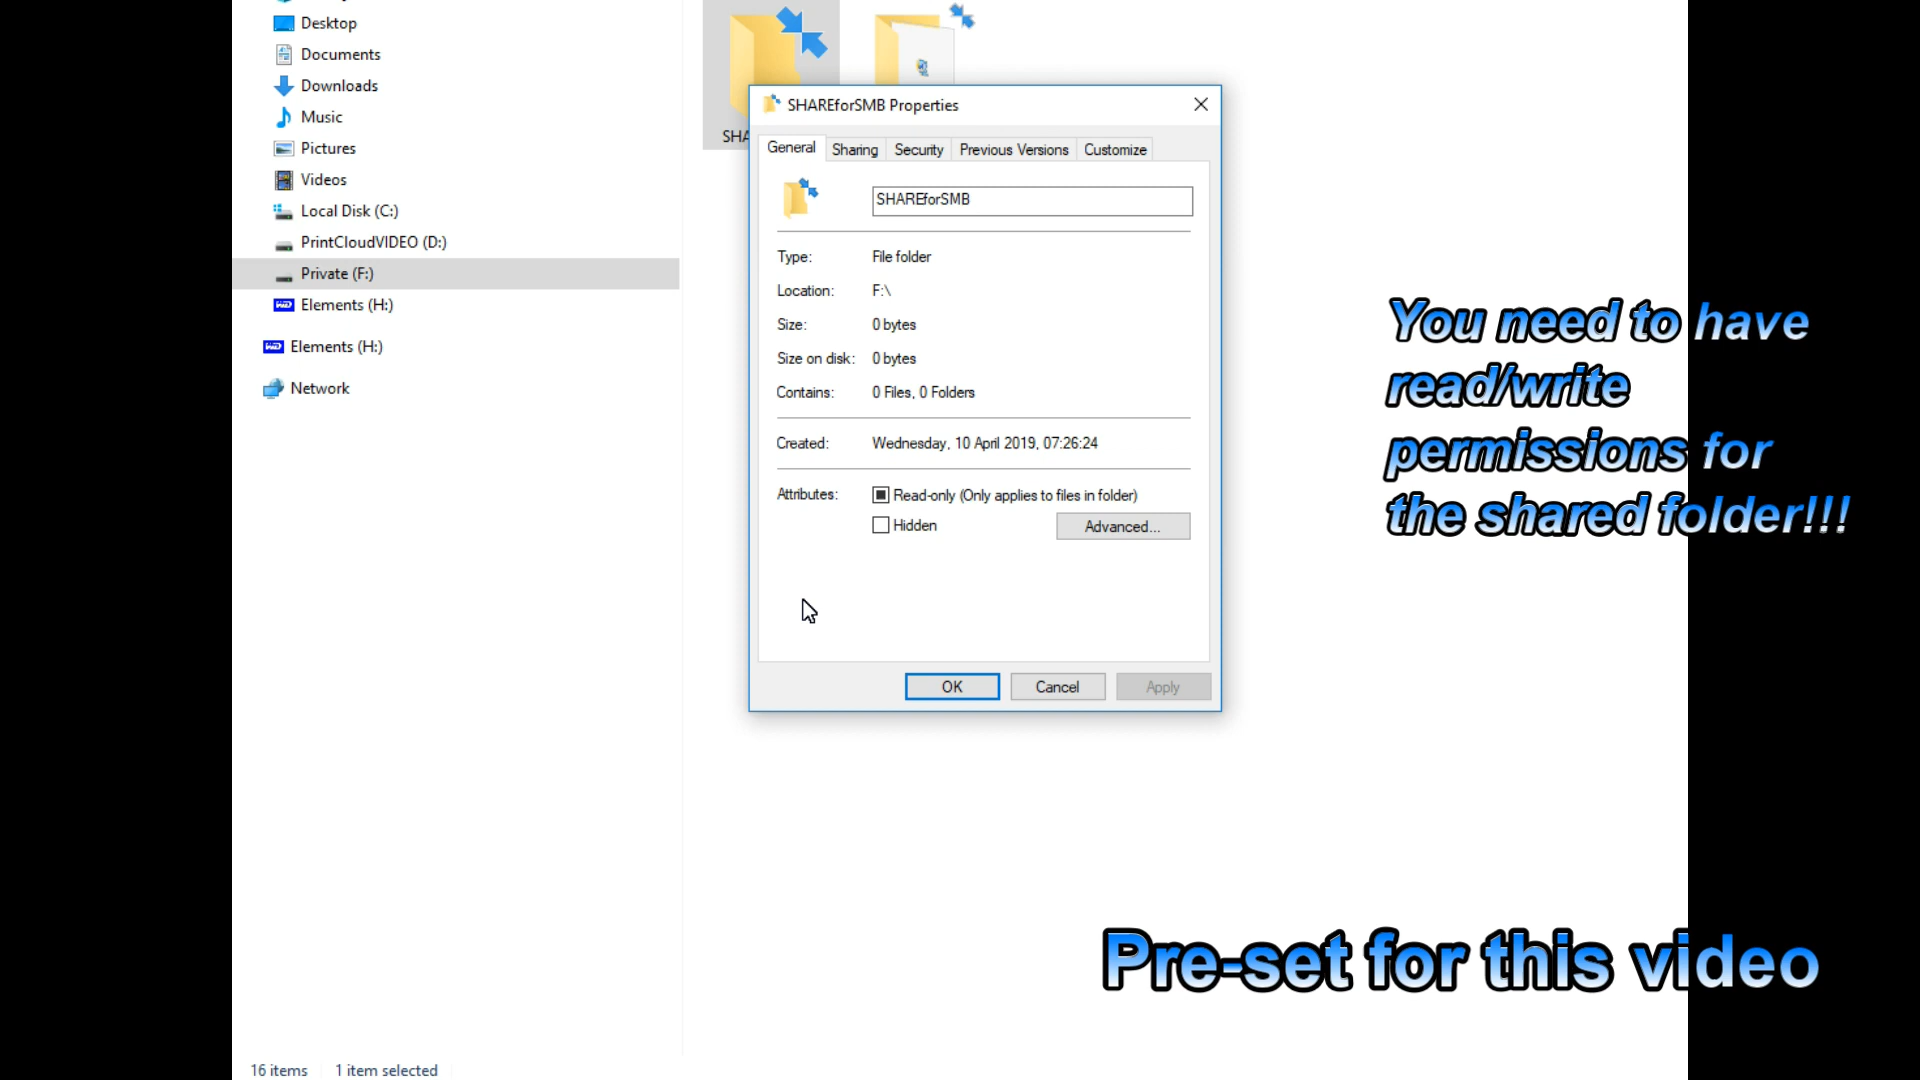 Desktop
Documents
Downloads
Music
Pictures
Videos
Local Disk (C:)
PrintCloudVIDEO (D:)
Private (F:)
Elements (H:)
Elements (H:)
Network
SHA
SHAREforSMB Properties
General
Sharing
Security
Previous Versions
Customize
SHAREforSMB
Type: File folder
Location: F:\
Size: 0 bytes
Size on disk: 0 bytes
Contains: 0 Files, 0 Folders
Created: Wednesday, 10 April 2019, 07:26:24
Attributes: Read-only (Only applies to files in folder)
Hidden
Advanced...
OK
Cancel
Apply
You need to have
read/write
permissions for
the shared folder!!!
Pre-set for this video
16 items
1 item selected